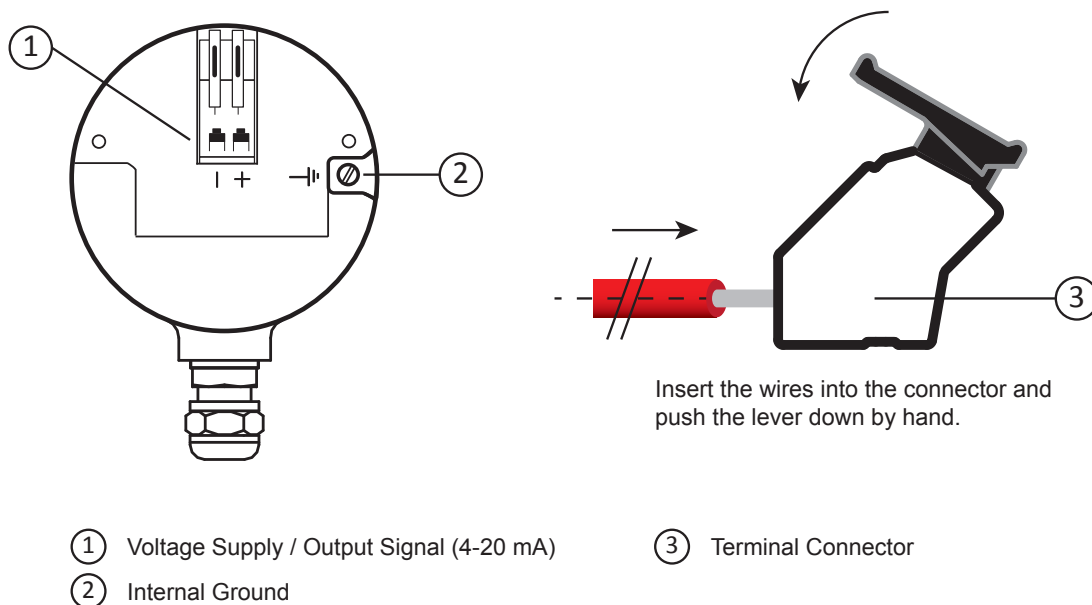 1
− +
2
3
Insert the wires into the connector and
push the lever down by hand.
1 Voltage Supply / Output Signal (4-20 mA)
3 Terminal Connector
2 Internal Ground